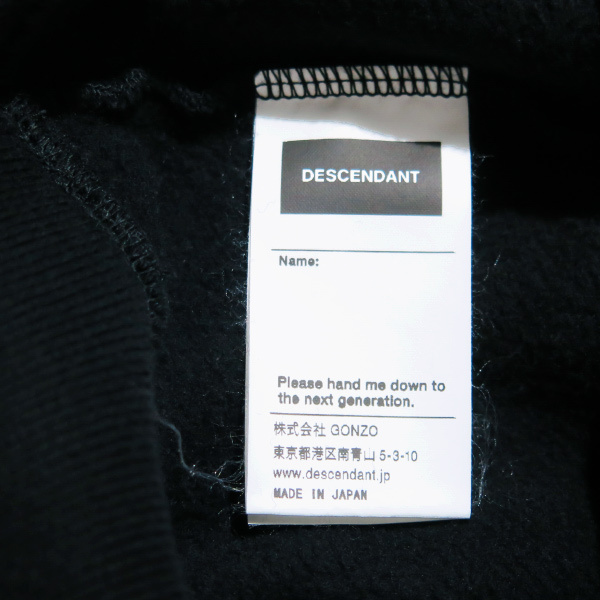 DESCENDANT
Name:
Please hand me down to
the next generation.
株式会社 GONZO
東京都港区南青山 5-3-10
www.descendant.jp
MADE IN JAPAN